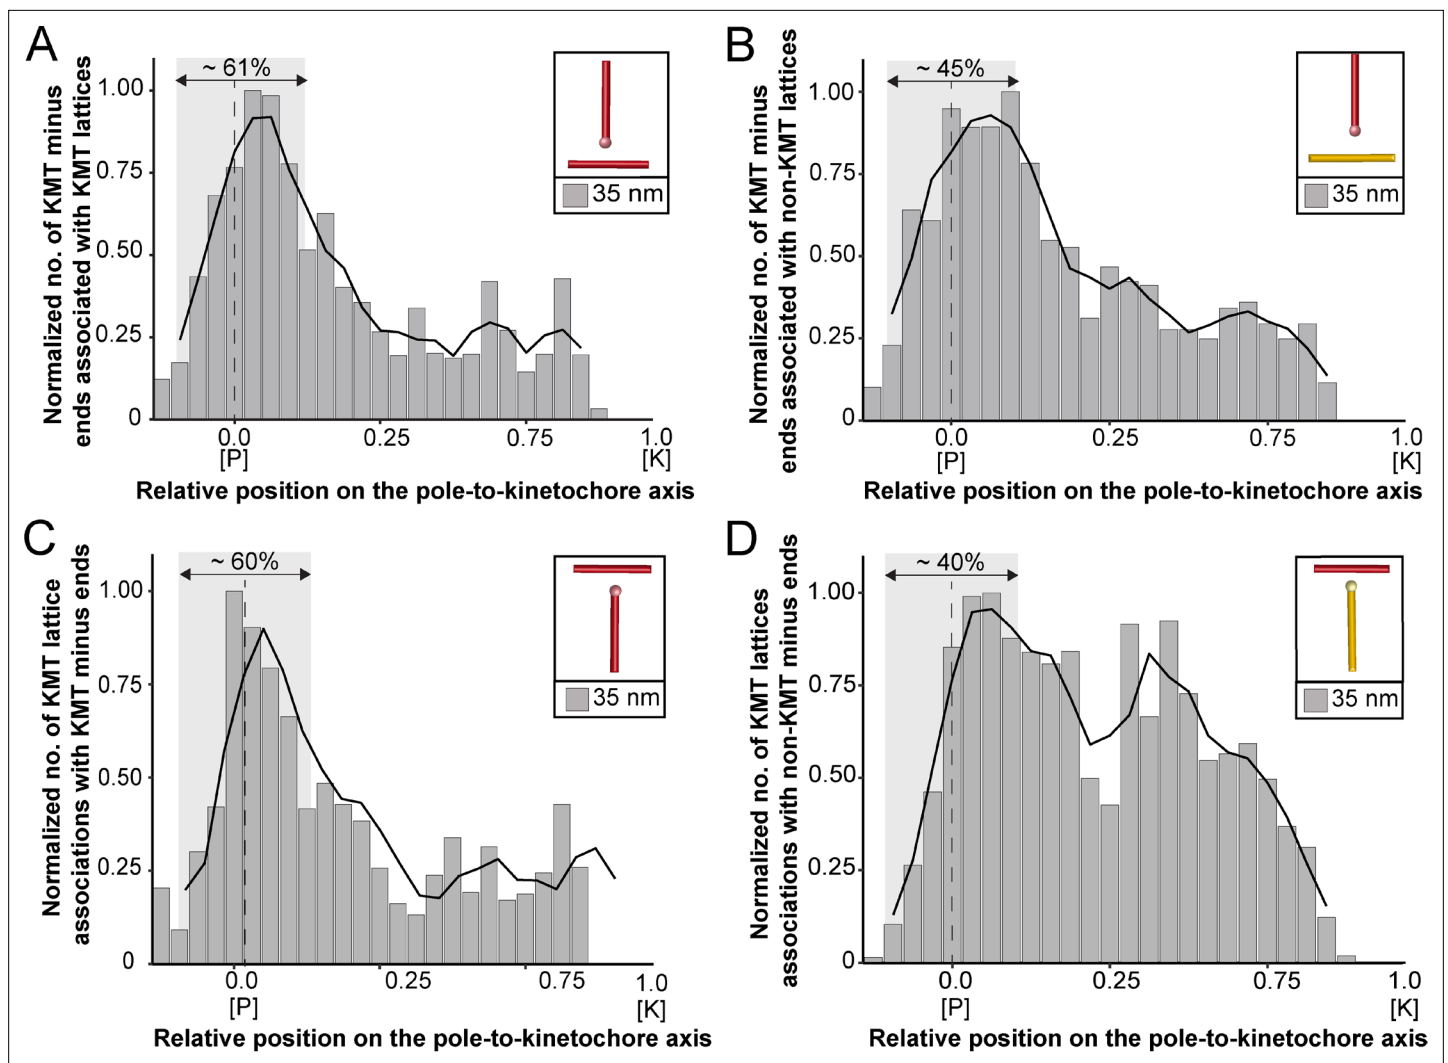 A
Normalized no. of KMT minus
ends associated with KMT lattices
~ 61%
1.00
0.75
0.50
0.25
0
35 nm
0.0
0.25
0.75
1.0
[P]
[K]
Relative position on the pole-to-kinetochore axis
B
Normalized no. of KMT minus
ends associated with non-KMT lattices
~ 45%
1.00
0.75
0.50
0.25
0
35 nm
0.0
0.25
0.75
1.0
[P]
[K]
Relative position on the pole-to-kinetochore axis
C
Normalized no. of KMT lattice
associations with KMT minus ends
~ 60%
1.00
0.75
0.50
0.25
0
35 nm
0.0
0.25
0.75
1.0
[P]
[K]
Relative position on the pole-to-kinetochore axis
D
Normalized no. of KMT lattices
associations with non-KMT minus ends
~ 40%
1.00
0.75
0.50
0.25
0
35 nm
0.0
0.25
0.75
1.0
[P]
[K]
Relative position on the pole-to-kinetochore axis